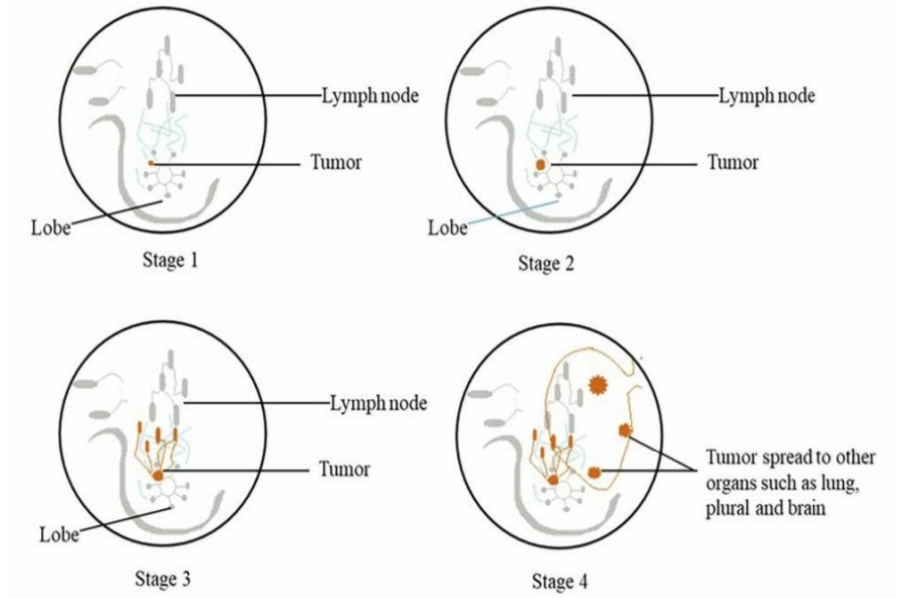 Lymph node
Tumor
Lobe
Stage 1
Lymph node
Tumor
Lobe
Stage 2
Lymph node
Tumor
Lobe
Stage 3
Tumor spread to other
organs such as lung,
plural and brain
Stage 4